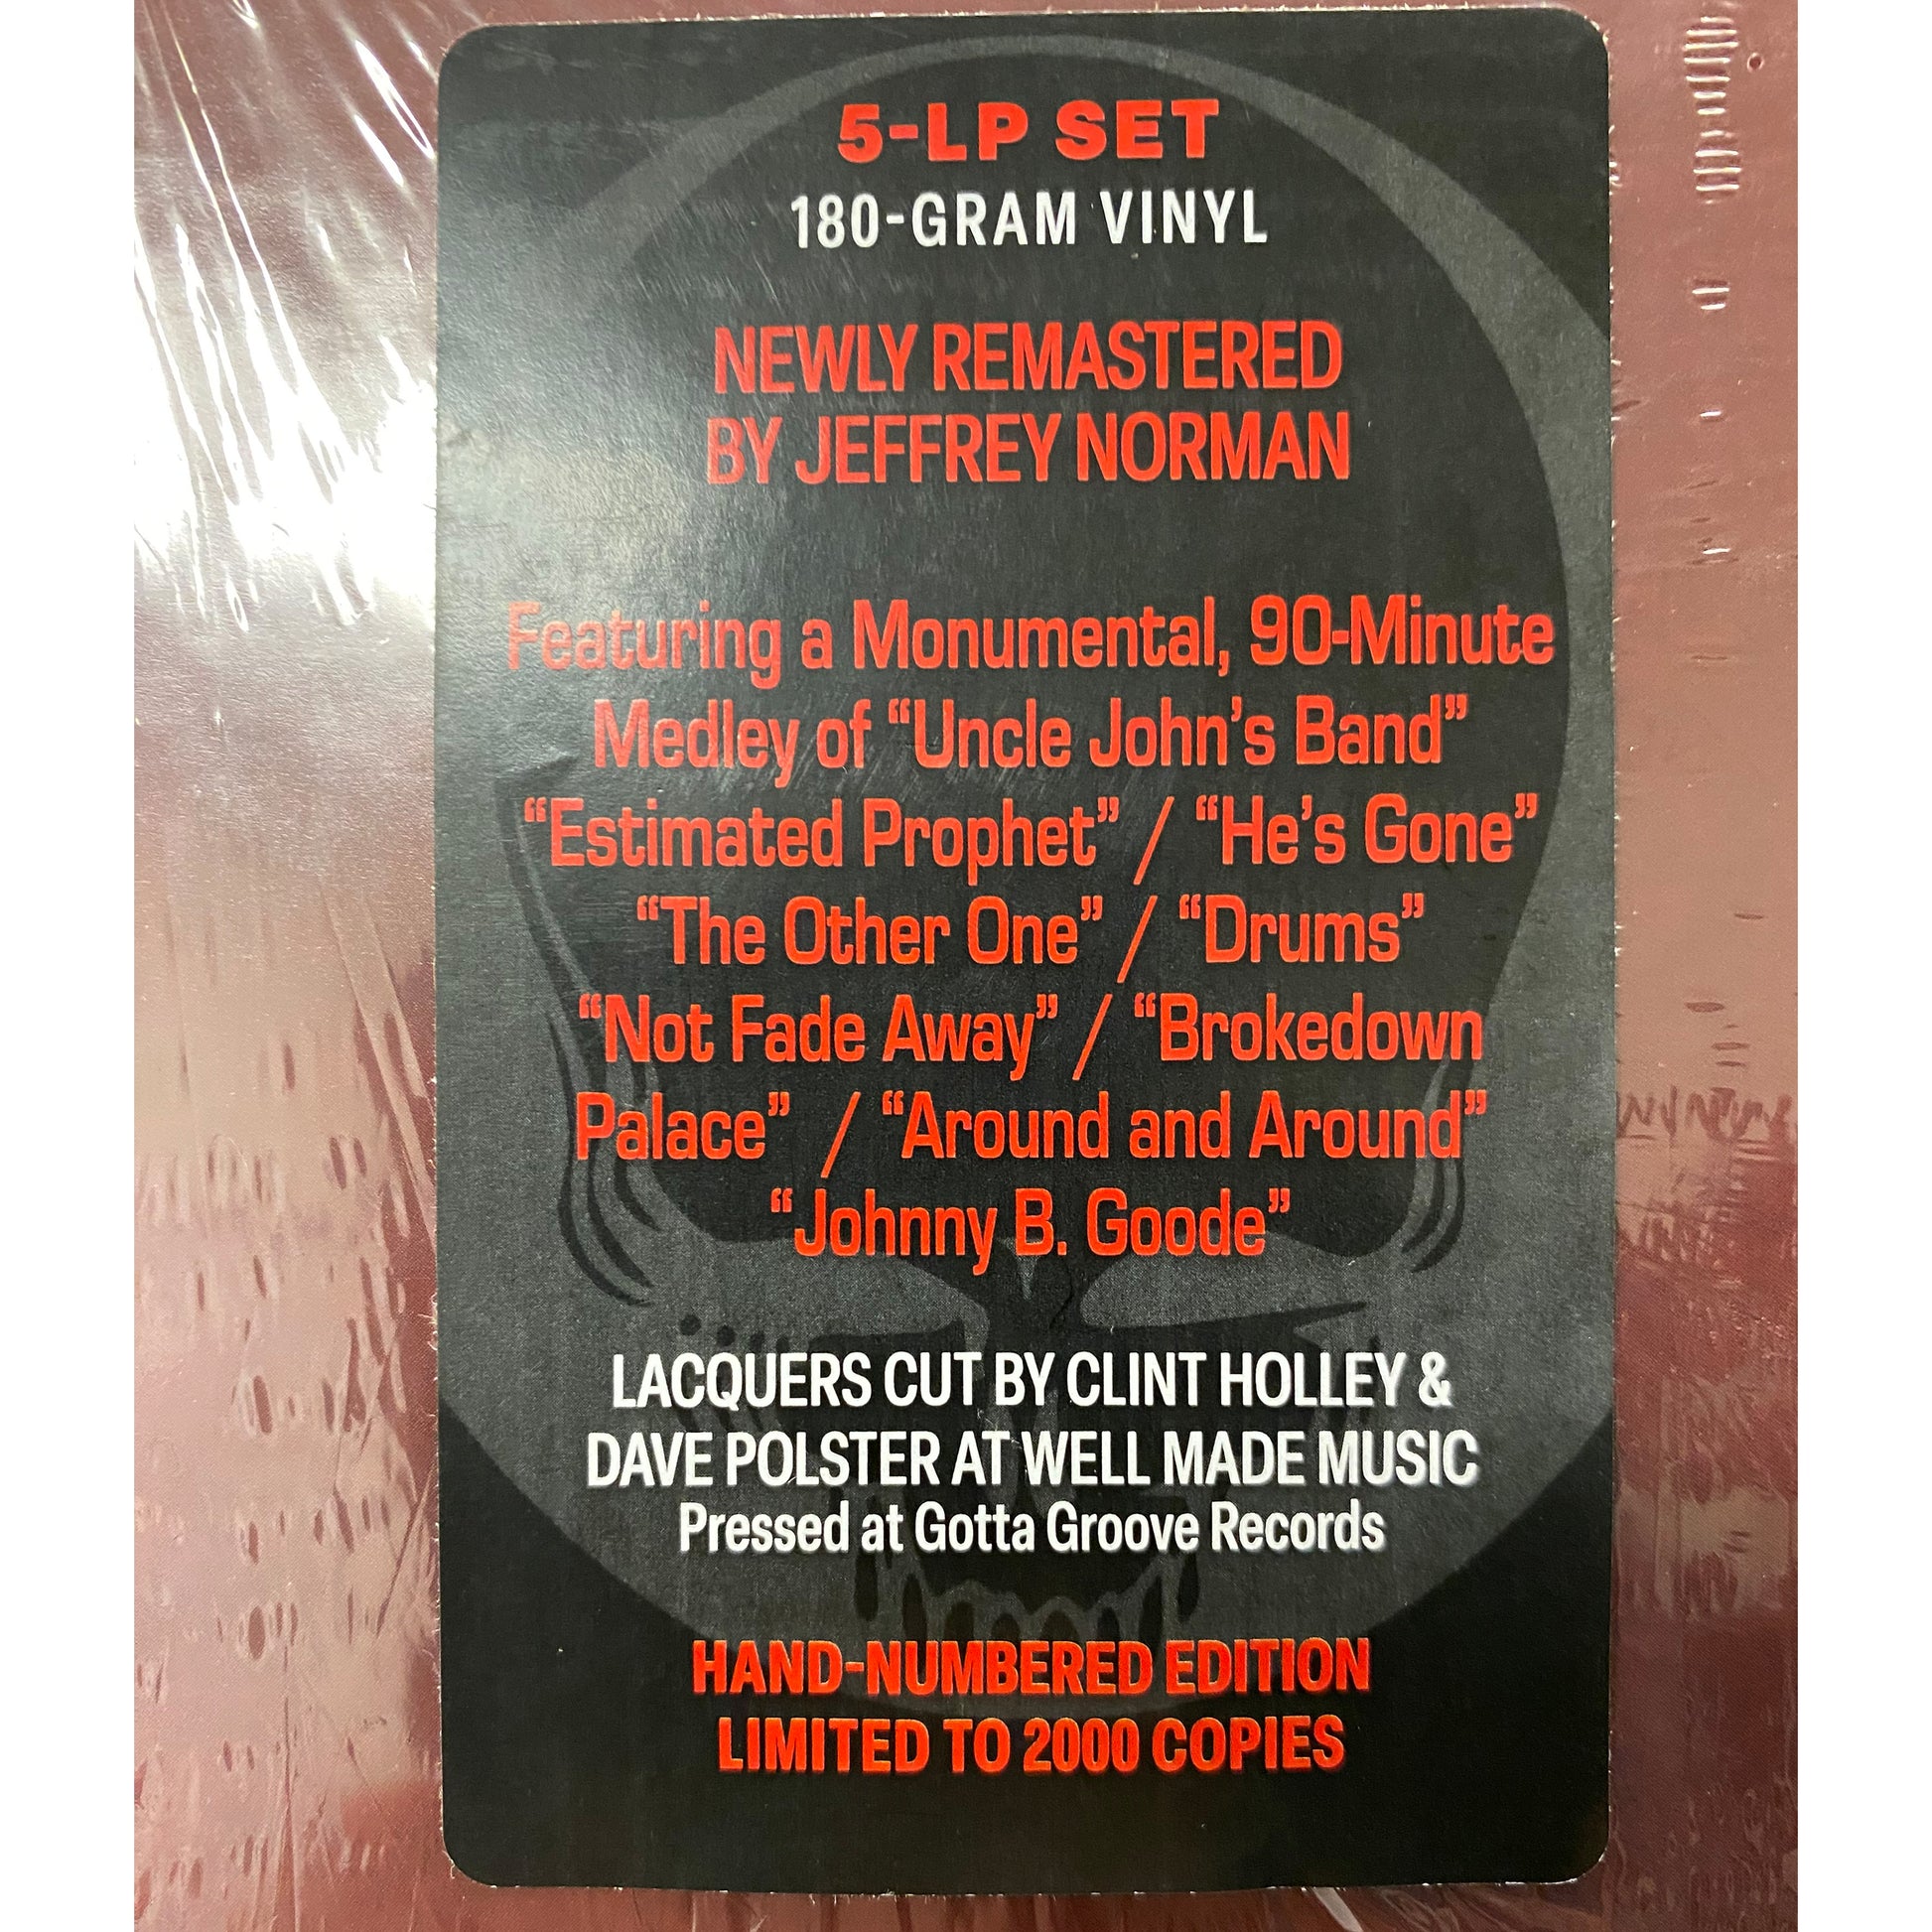 5-LP SET
180-GRAM VINYL
NEWLY REMASTERED
BY JEFFREY NORMAN
Featuring a Monumental, 90-Minute
Medley of “Uncle John’s Band”
“Estimated Prophet” / “He’s Gone”
“The Other One” / “Drums”
“Not Fade Away” / “Brokedown
Palace” / “Around and Around”
“Johnny B. Goode”
LACQUERS CUT BY CLINT HOLLEY &
DAVE POLSTER AT WELL MADE MUSIC
Pressed at Gotta Groove Records
HAND-NUMBERED EDITION
LIMITED TO 2000 COPIES